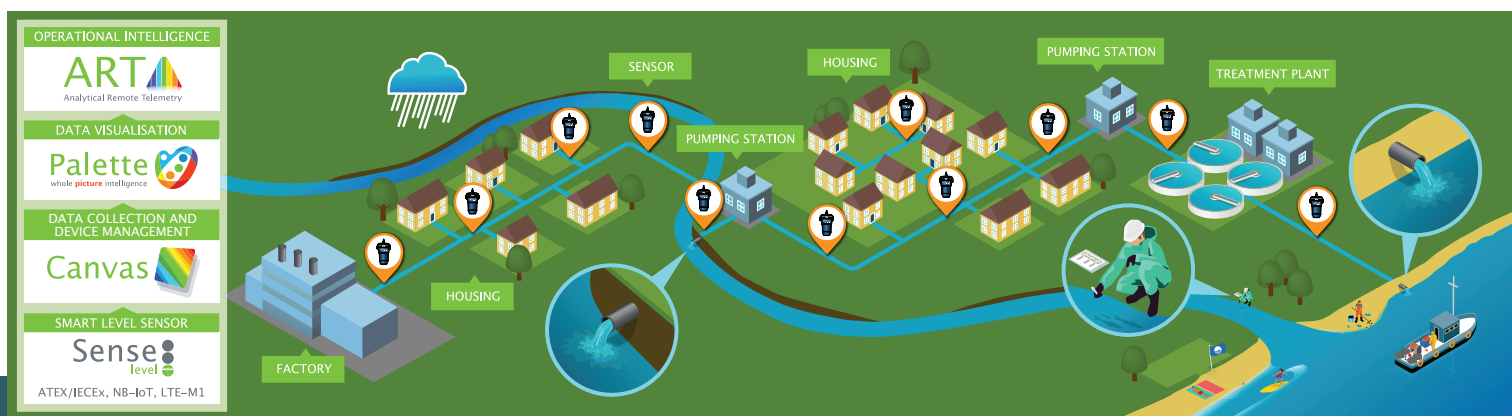 OPERATIONAL INTELLIGENCE
ART
Analytical Remote Telemetry
DATA VISUALISATION
Palette
whole picture intelligence
DATA COLLECTION AND
DEVICE MANAGEMENT
Canvas
SMART LEVEL SENSOR
Sense
level
ATEX/IECEx, NB-IoT, LTE-M1
FACTORY
HOUSING
SENSOR
PUMPING STATION
HOUSING
PUMPING STATION
TREATMENT PLANT